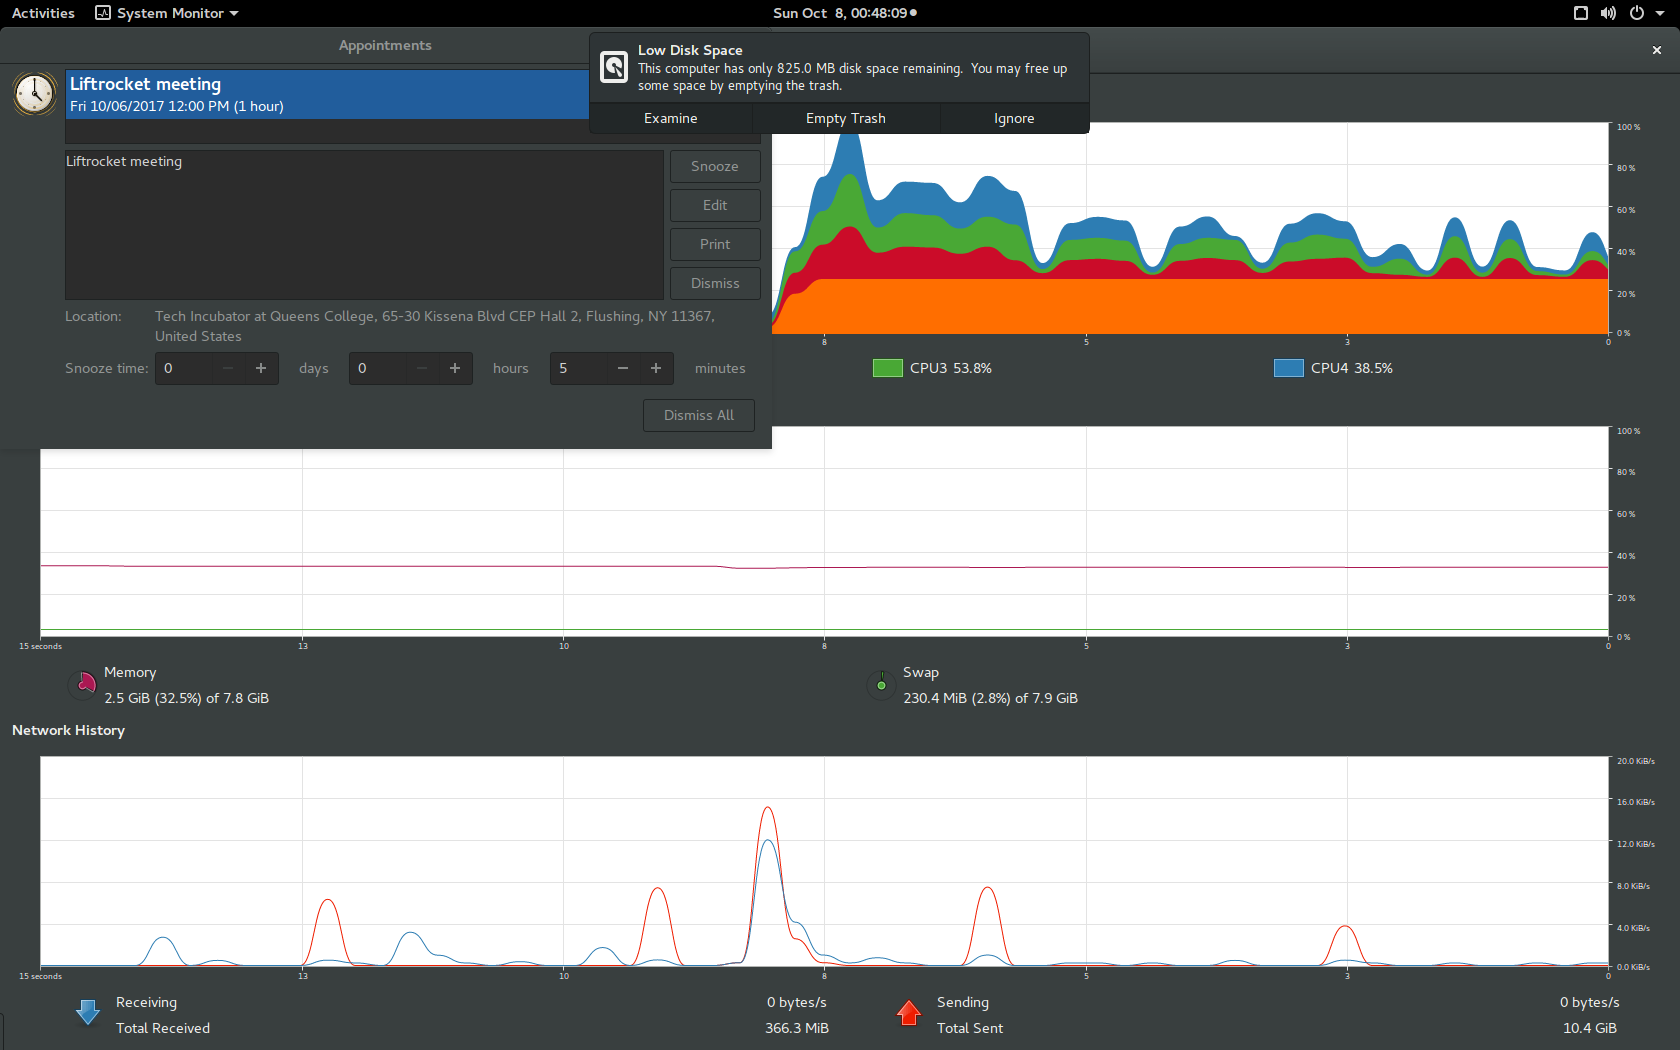 Activities
System Monitor
Sun Oct  8, 00:48:09
Appointments
Liftrocket meeting
Fri 10/06/2017 12:00 PM (1 hour)
Low Disk Space
This computer has only 825.0 MB disk space remaining.  You may free up
some space by emptying the trash.
Examine
Empty Trash
Ignore
Liftrocket meeting
Snooze
Edit
Print
Dismiss
Location:
Tech Incubator at Queens College, 65-30 Kissena Blvd CEP Hall 2, Flushing, NY 11367,
United States
Snooze time:
0
days
0
hours
5
minutes
Dismiss All
100 %
80 %
60 %
40 %
20 %
0 %
8
5
3
0
CPU3 53.8%
CPU4 38.5%
100 %
80 %
60 %
40 %
20 %
0 %
15 seconds
13
10
8
5
3
0
Memory
2.5 GiB (32.5%) of 7.8 GiB
Swap
230.4 MiB (2.8%) of 7.9 GiB
Network History
20.0 KiB/s
16.0 KiB/s
12.0 KiB/s
8.0 KiB/s
4.0 KiB/s
0.0 KiB/s
15 seconds
13
10
8
5
3
0
Receiving
0 bytes/s
Total Received
366.3 MiB
Sending
0 bytes/s
Total Sent
10.4 GiB